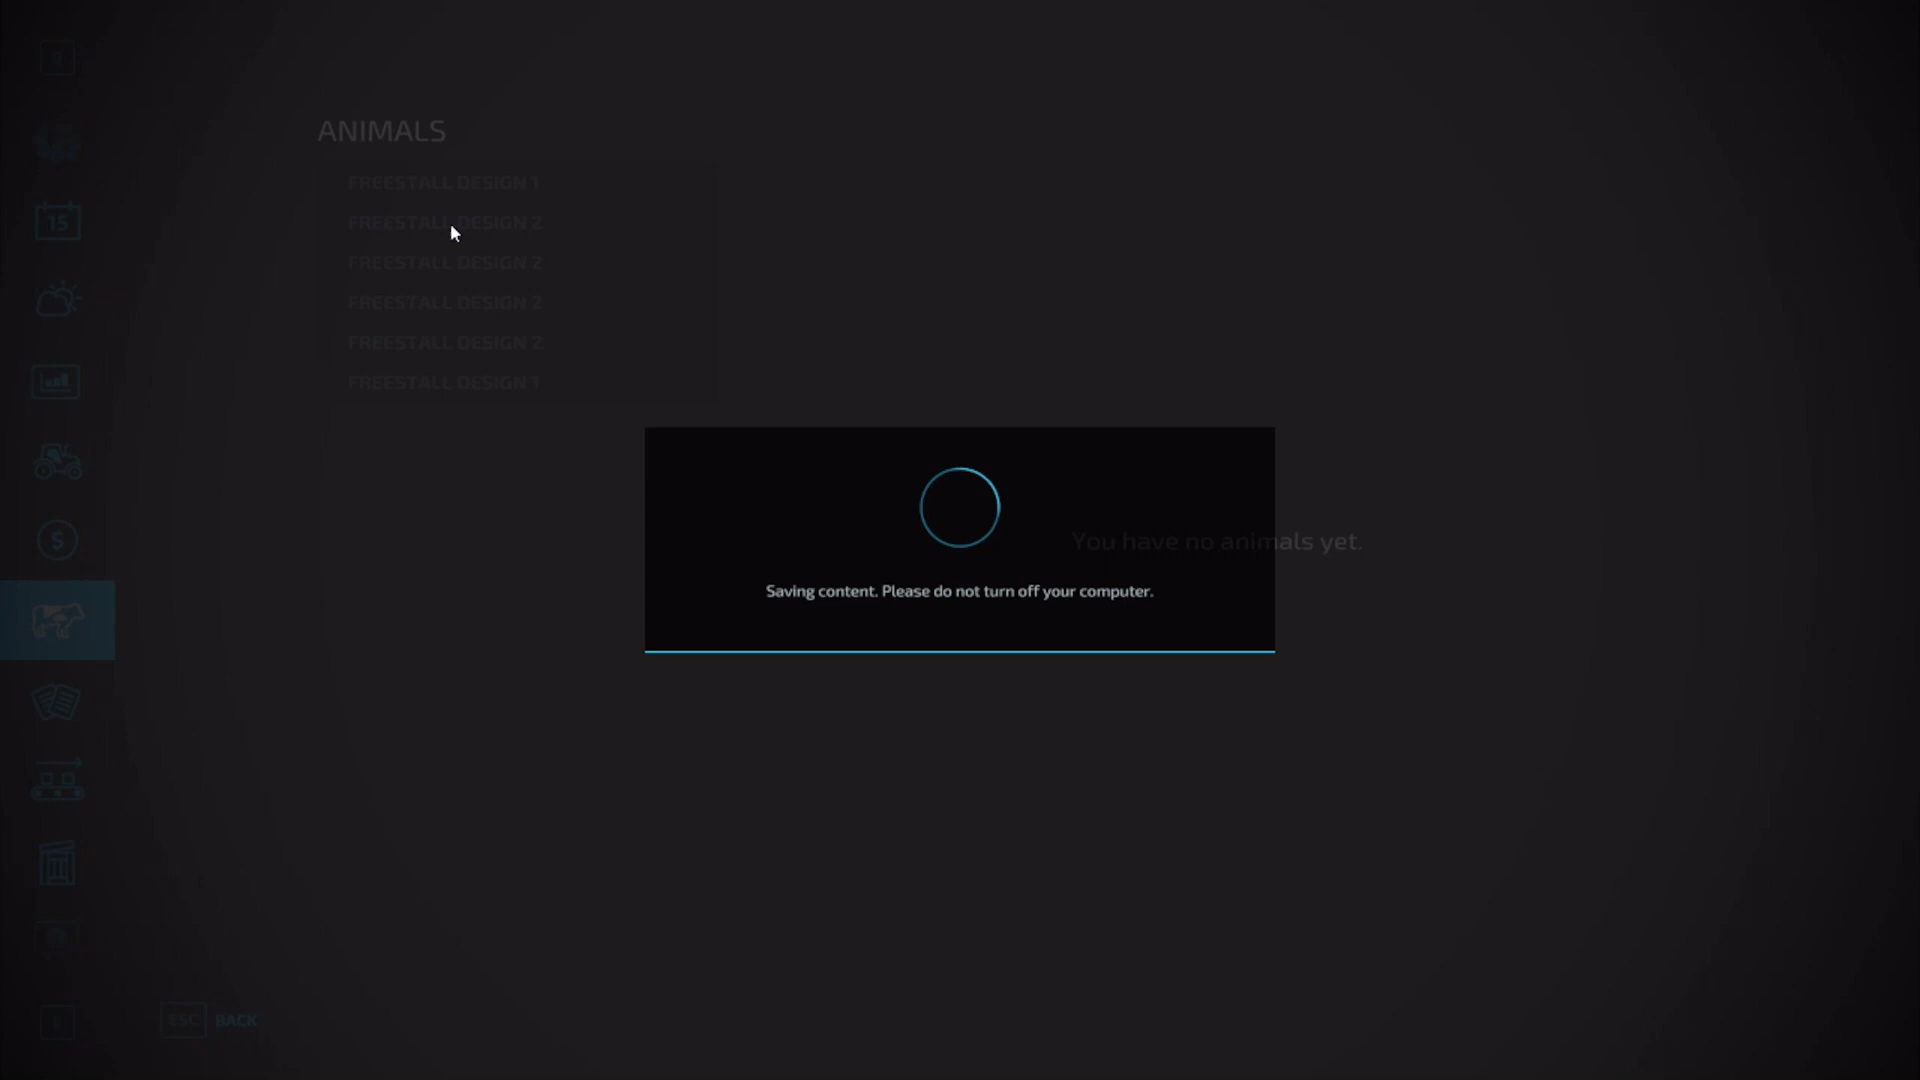 ANIMALS
FREESTALL DESIGN 1
FREESTALL DESIGN 2
FREESTALL DESIGN 2
FREESTALL DESIGN 2
FREESTALL DESIGN 2
FREESTALL DESIGN 1
15
$
You have no animals yet.
Saving content. Please do not turn off your computer.
ESC BACK